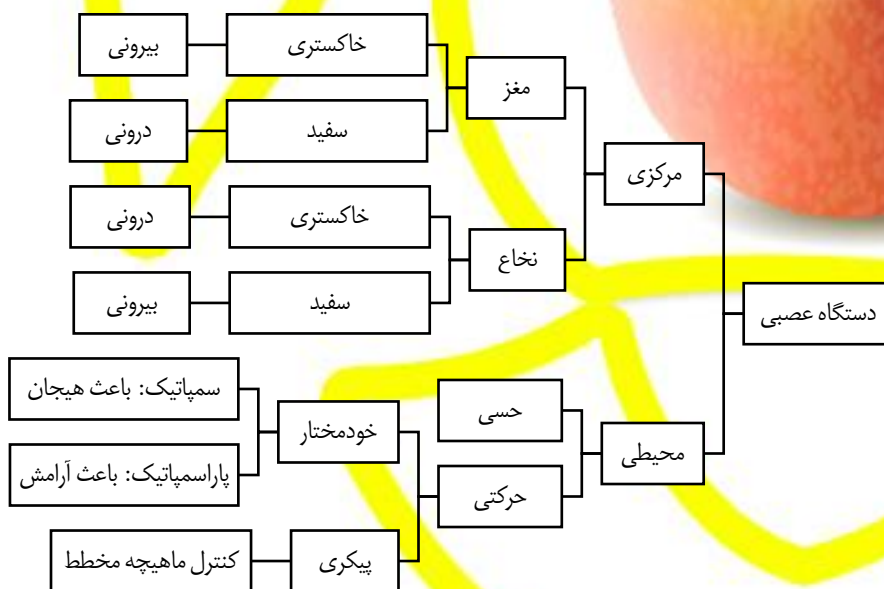 دستگاه عصبی
مرکزی
مغز
خاکستری
بیرونی
سفید
درونی
نخاع
خاکستری
درونی
سفید
بیرونی
محیطی
حسی
حرکتی
خودمختار
سمپاتیک: باعث هیجان
پاراسمپاتیک: باعث آرامش
پیکری
کنترل ماهیچه مخطط